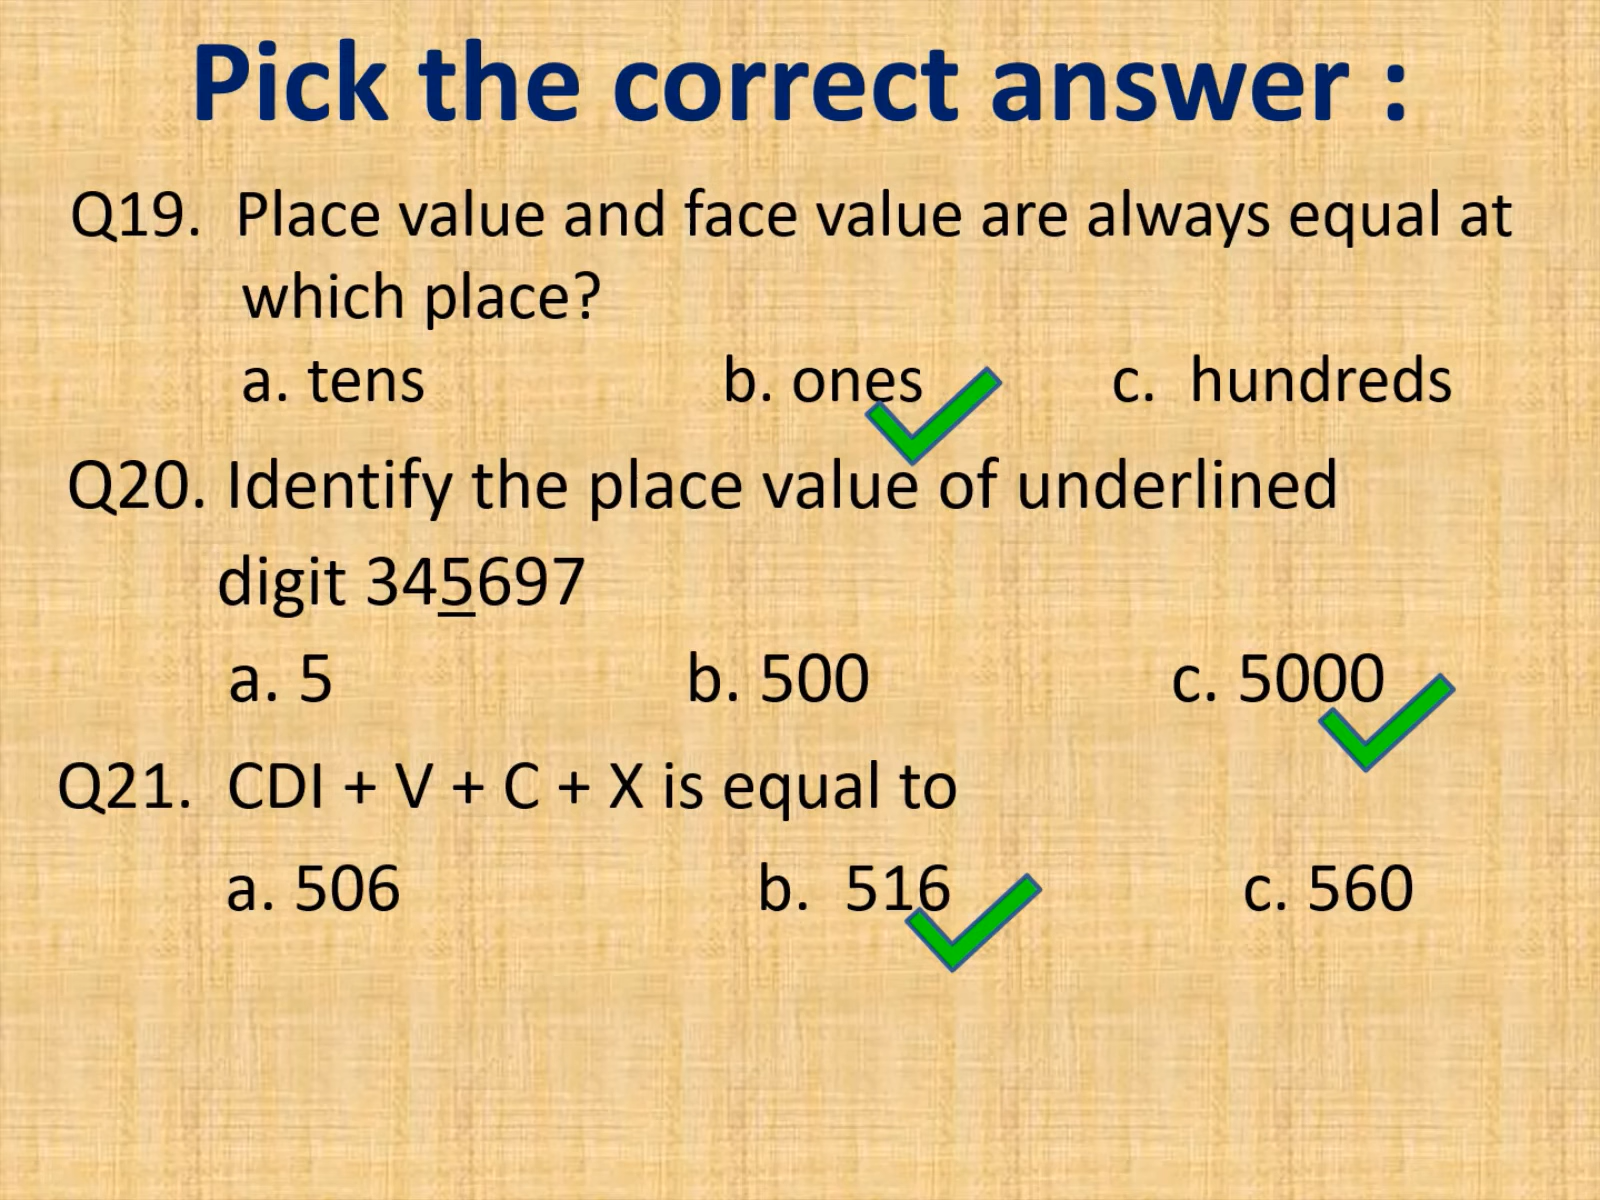 Pick the correct answer :
Q19. Place value and face value are always equal at
which place?
a. tens b. ones c. hundreds
Q20. Identify the place value of underlined
digit 345697
a. 5 b. 500 c. 5000
Q21. CDI + V + C + X is equal to
a. 506 b. 516 c. 560